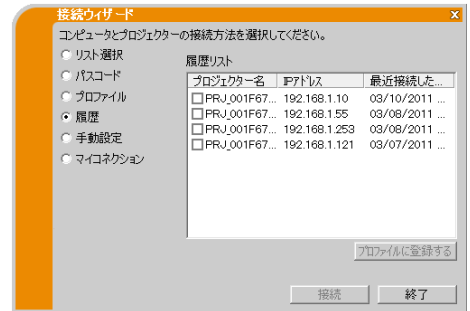 接続ウィザード x
コンピュータとプロジェクターの接続方法を選択してください。
リスト選択
パスコード
プロファイル
履歴
手動設定
マイコネクション
履歴リスト
プロジェクター名 IPアドレス 最近接続した...
PRJ_001F67... 192.168.1.10 03/10/2011 ...
PRJ_001F67... 192.168.1.55 03/08/2011 ...
PRJ_001F67... 192.168.1.253 03/08/2011 ...
PRJ_001F67... 192.168.1.121 03/07/2011 ...
プロファイルに登録する
接続 終了